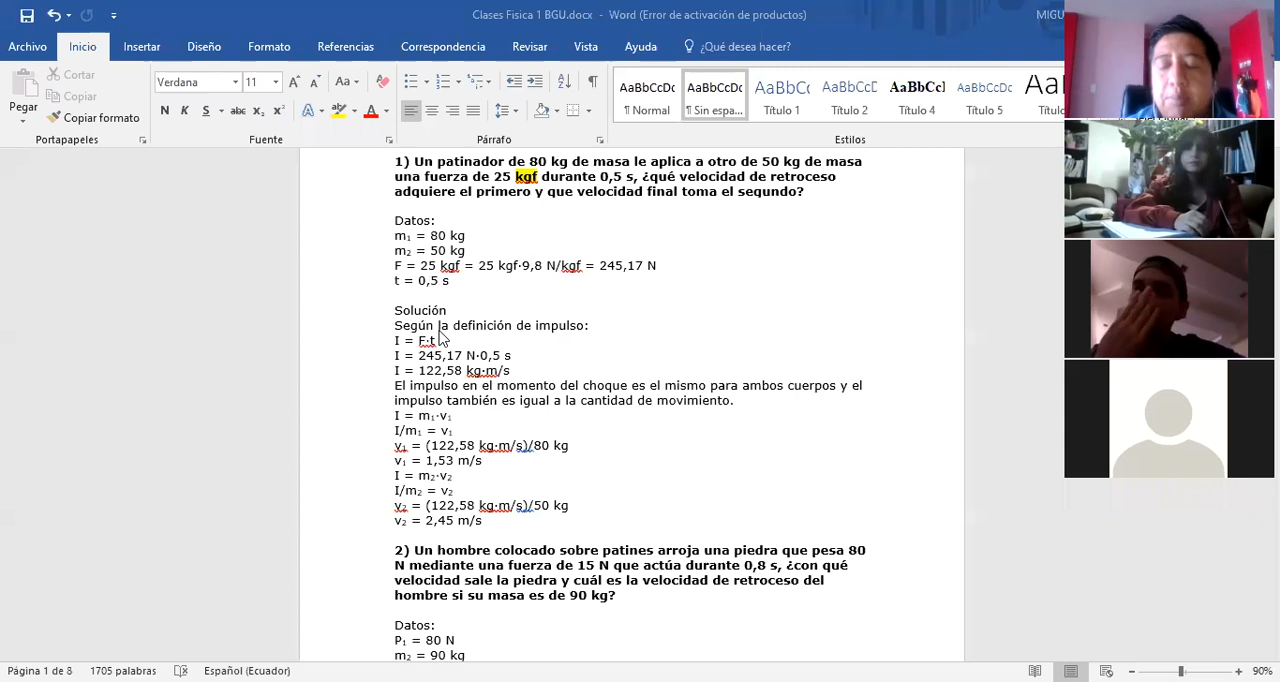 Clases Fisica 1 BGU.docx - Word (Error de activación de productos)
MIGU
Archivo Inicio Insertar Diseño Formato Referencias Correspondencia Revisar Vista Ayuda ¿Qué desea hacer?
Pegar
Cortar
Copiar
Copiar formato
Portapapeles
Verdana 11
N K S abc x₂ x²
Fuente
Párrafo
AaBbCcDc AaBbCcDc AaBbCc AaBbCcD AaBbCcI AaBbCcDc
¶ Normal ¶ Sin espa... Título 1 Título 2 Título 4 Título 5
Estilos
1) Un patinador de 80 kg de masa le aplica a otro de 50 kg de masa
una fuerza de 25 kgf durante 0,5 s, ¿qué velocidad de retroceso
adquiere el primero y que velocidad final toma el segundo?
Datos:
m₁ = 80 kg
m₂ = 50 kg
F = 25 kgf = 25 kgf·9,8 N/kgf = 245,17 N
t = 0,5 s
Solución
Según la definición de impulso:
I = F·t
I = 245,17 N·0,5 s
I = 122,58 kg·m/s
El impulso en el momento del choque es el mismo para ambos cuerpos y el
impulso también es igual a la cantidad de movimiento.
I = m₁·v₁
I/m₁ = v₁
v₁ = (122,58 kg·m/s)/80 kg
v₁ = 1,53 m/s
I = m₂·v₂
I/m₂ = v₂
v₂ = (122,58 kg·m/s)/50 kg
v₂ = 2,45 m/s
2) Un hombre colocado sobre patines arroja una piedra que pesa 80
N mediante una fuerza de 15 N que actúa durante 0,8 s, ¿con qué
velocidad sale la piedra y cuál es la velocidad de retroceso del
hombre si su masa es de 90 kg?
Datos:
P₁ = 80 N
m₂ = 90 kg
Página 1 de 8 1705 palabras Español (Ecuador) 90%